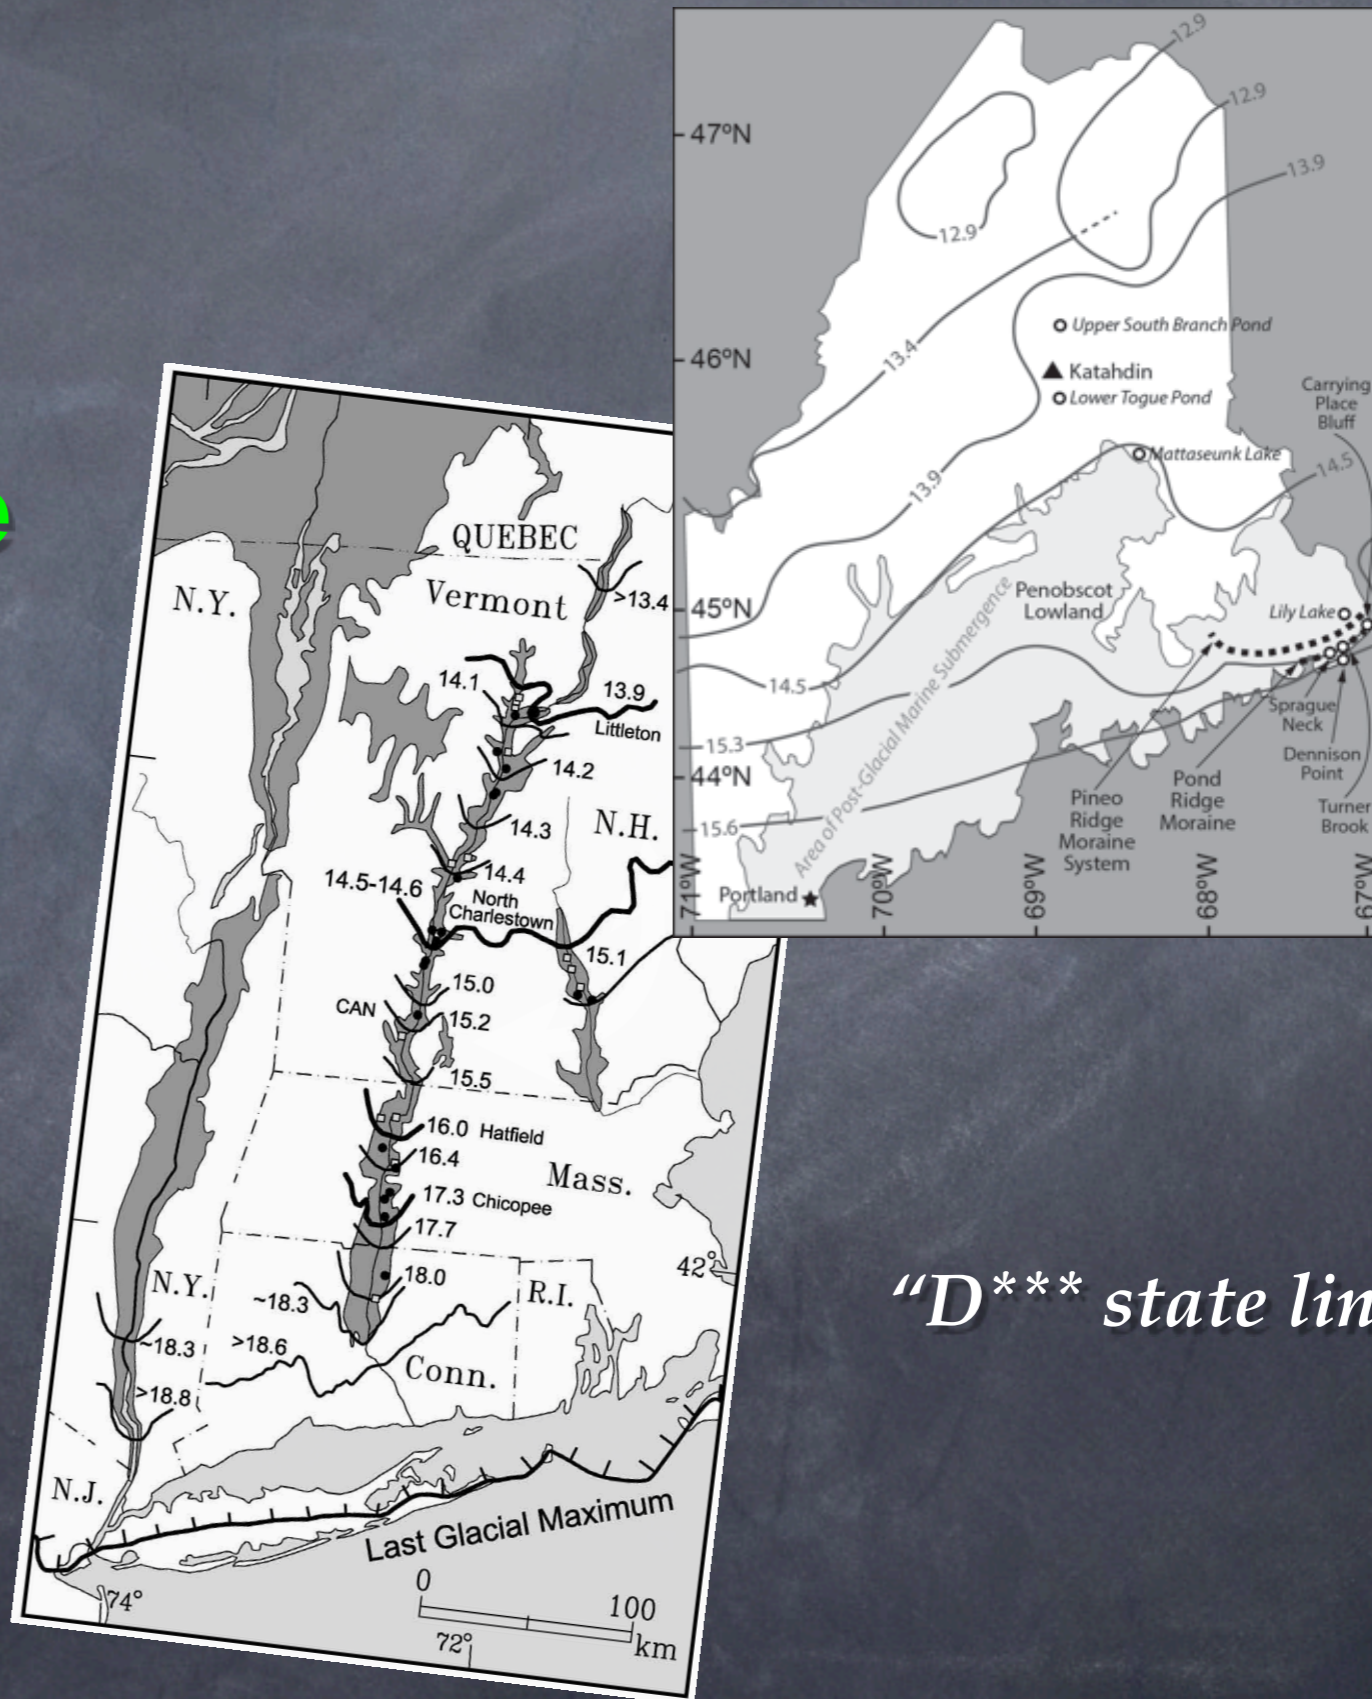 e
12.9
12.9
47°N
13.9
12.9
Upper South Branch Pond
13.4
46°N
Katahdin
Carrying
Place
Bluff
Lower Togue Pond
Mattaseunk Lake
14.5
13.9
Penobscot
Lowland
45°N
Lily Lake
Area of Post-Glacial Marine Submergence
14.5
Sprague
Neck
15.3
Dennison
Point
44°N
Pond
Ridge
Moraine
Pineo
Ridge
Moraine
System
Turner
Brook
15.6
71°W
70°W
69°W
68°W
67°W
Portland
QUEBEC
N.Y.
Vermont
>13.4
14.1
13.9
Littleton
14.2
14.3
N.H.
14.4
14.5-14.6
North
Charlestown
15.1
15.0
CAN
15.2
15.5
16.0 Hatfield
16.4
Mass.
17.3 Chicopee
17.7
42°
18.0
N.Y.
~18.3
R.I.
~18.3
>18.6
Conn.
>18.8
N.J.
Last Glacial Maximum
74°
0
100
km
72°
“D*** state lin